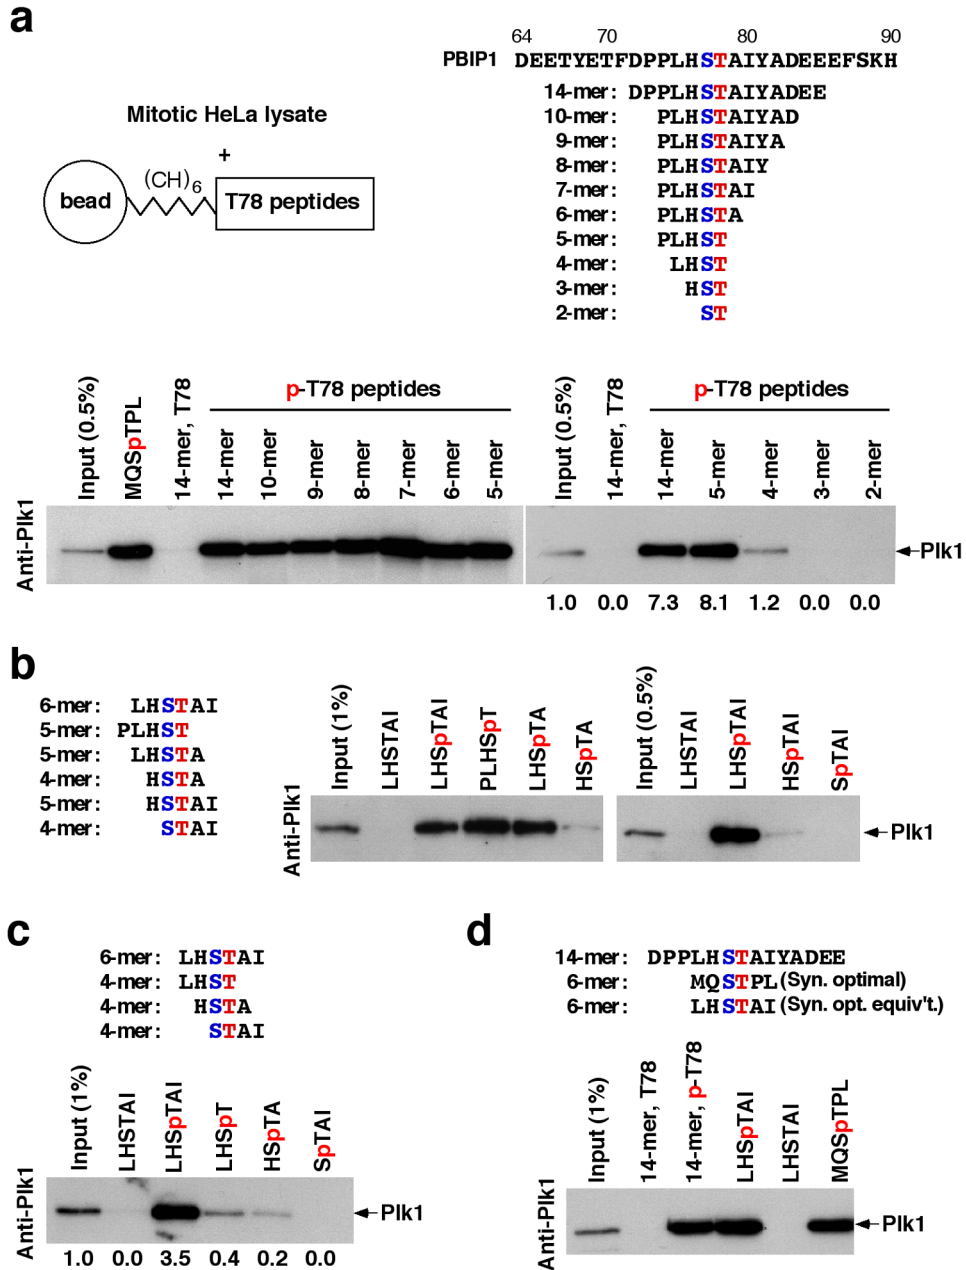 a
64 70 80 90
PBIP1 DEETYETFDPPLHSTAIYADEEEFSKH
14-mer: DPPLHSTAIYADEE
10-mer: PLHSTAIYAD
9-mer: PLHSTAIYA
8-mer: PLHSTAIY
7-mer: PLHSTAI
6-mer: PLHSTA
5-mer: PLHST
4-mer: LHST
3-mer: HST
2-mer: ST
Mitotic HeLa lysate
+
bead (CH)6 T78 peptides
p-T78 peptides
Input (0.5%)
MQSpTPL
14-mer, T78
14-mer
10-mer
9-mer
8-mer
7-mer
6-mer
5-mer
p-T78 peptides
Input (0.5%)
14-mer, T78
14-mer
5-mer
4-mer
3-mer
2-mer
Anti-Plk1
Plk1
1.0 0.0 7.3 8.1 1.2 0.0 0.0
b
6-mer: LHSTAI
5-mer: PLHST
5-mer: LHSTA
4-mer: HSTA
5-mer: HSTAI
4-mer: STAI
Input (1%)
LHSTAI
LHSpTAI
PLHSpT
LHSpTA
HSpTA
Input (0.5%)
LHSTAI
LHSpTAI
HSpTAI
SpTAI
Anti-Plk1
Plk1
c
6-mer: LHSTAI
4-mer: LHST
4-mer: HSTA
4-mer: STAI
Input (1%)
LHSTAI
LHSpTAI
LHSpT
HSpTA
SpTAI
Anti-Plk1
Plk1
1.0 0.0 3.5 0.4 0.2 0.0
d
14-mer: DPPLHSTAIYADEE
6-mer: MQSTPL (Syn. optimal)
6-mer: LHSTAI (Syn. opt. equiv't.)
Input (1%)
14-mer, T78
14-mer, p-T78
LHSpTAI
LHSTAI
MQSpTPL
Anti-Plk1
Plk1